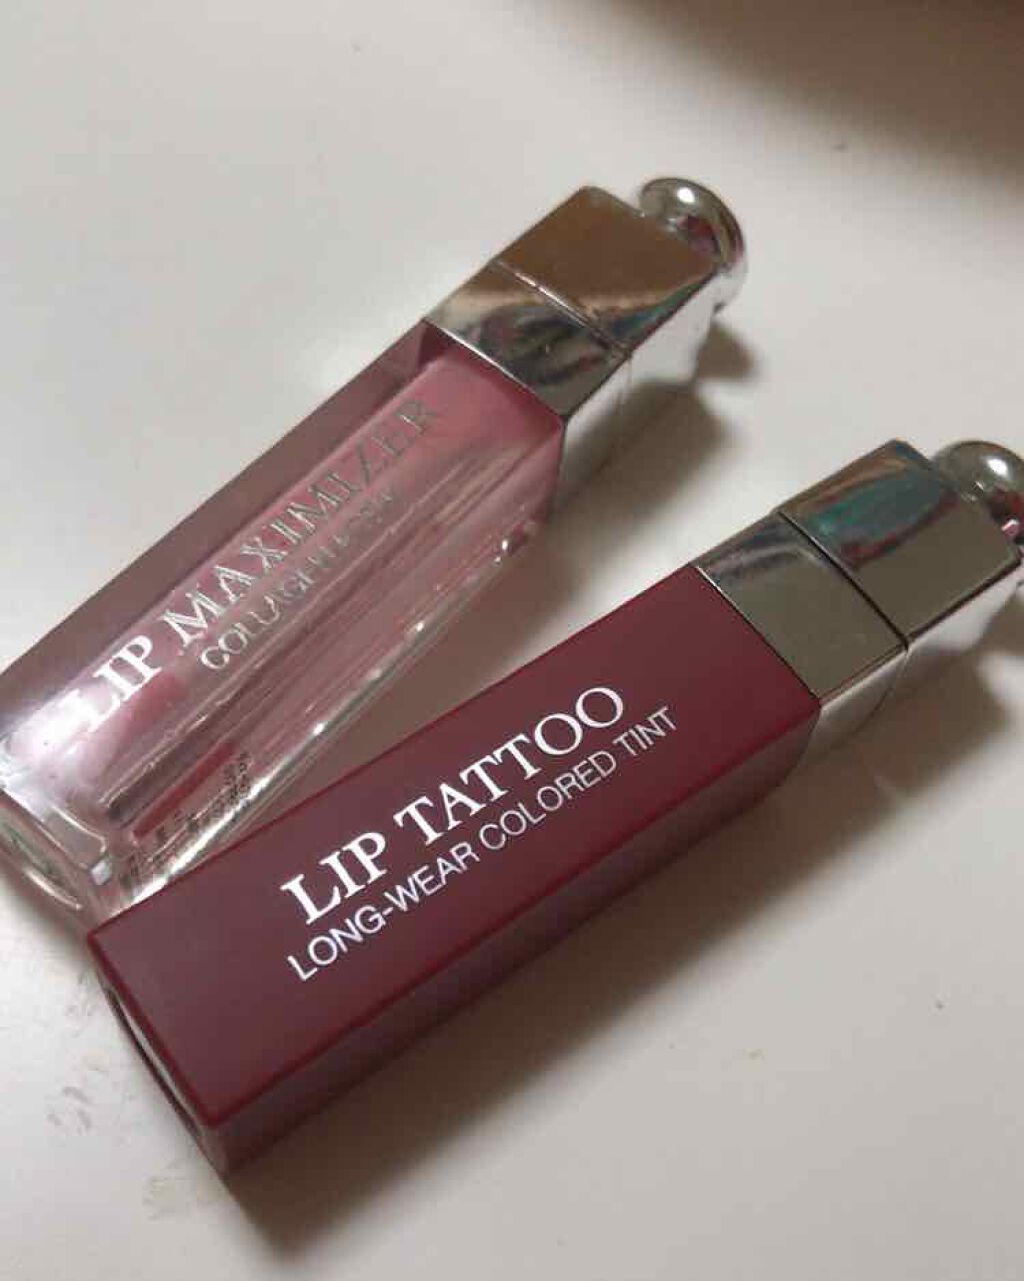 LIP MAXIMIZER
LIP TATTOO
LONG-WEAR COLORED TINT